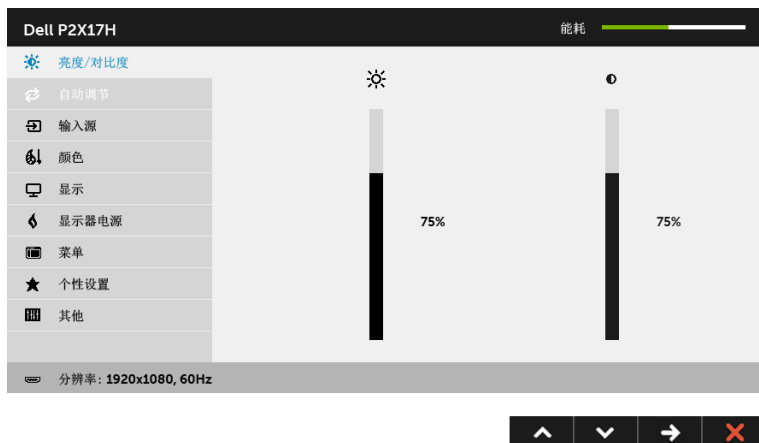 Dell P2X17H
能耗
亮度/对比度
自动调节
输入源
颜色
显示
显示器电源
菜单
个性设置
其他
75%
75%
分辨率: 1920x1080, 60Hz